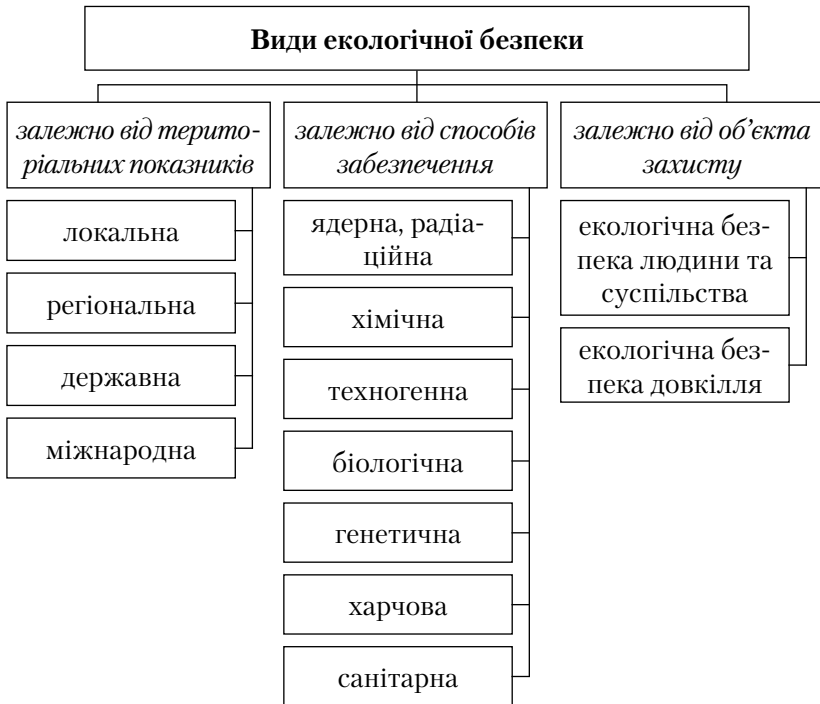 Види екологічної безпеки
залежно від терито-
ріальних показників
локальна
регіональна
державна
міжнародна
залежно від способів
забезпечення
ядерна, радіа-
ційна
хімічна
техногенна
біологічна
генетична
харчова
санітарна
залежно від об’єкта
захисту
екологічна без-
пека людини та
суспільства
екологічна без-
пека довкілля